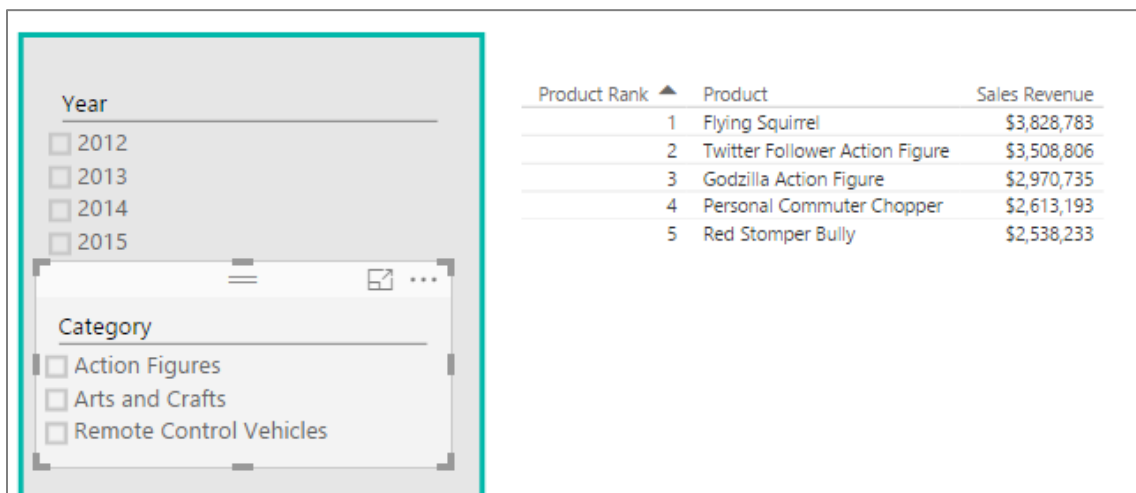 Year
2012
2013
2014
2015
Category
Action Figures
Arts and Crafts
Remote Control Vehicles
Product Rank Product Sales Revenue
1 Flying Squirrel $3,828,783
2 Twitter Follower Action Figure $3,508,806
3 Godzilla Action Figure $2,970,735
4 Personal Commuter Chopper $2,613,193
5 Red Stomper Bully $2,538,233